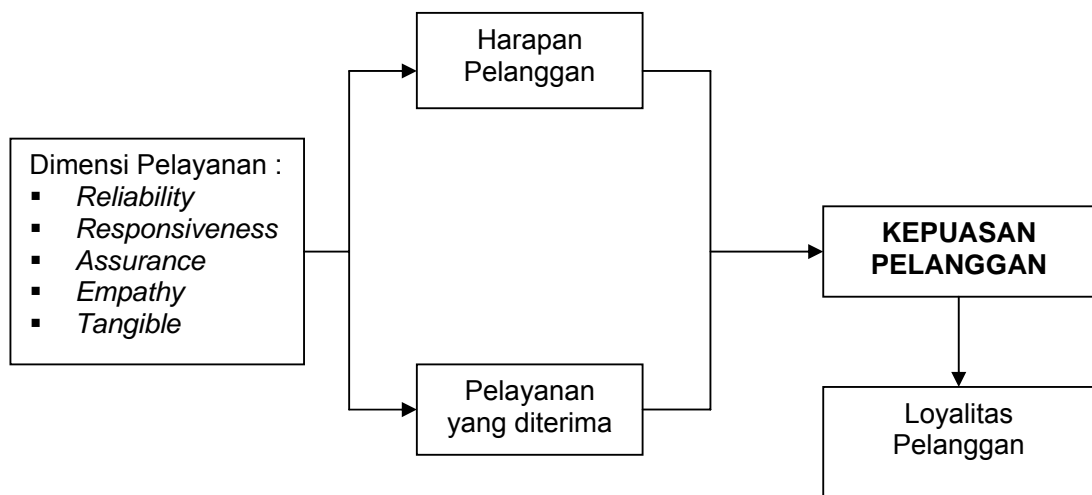 Harapan
Pelanggan
Dimensi Pelayanan :
▪ Reliability
▪ Responsiveness
▪ Assurance
▪ Empathy
▪ Tangible
KEPUASAN
PELANGGAN
Pelayanan
yang diterima
Loyalitas
Pelanggan